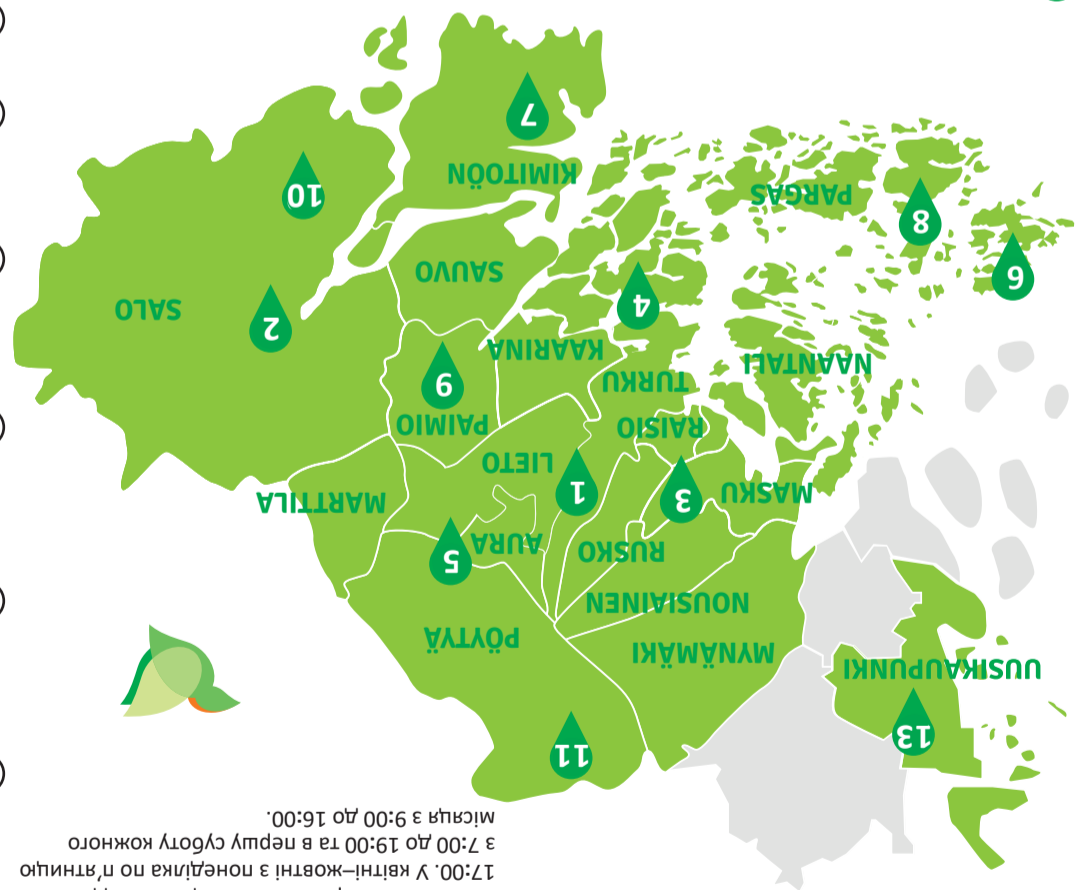 17:00. У квітні–жовтні з понеділка по п'ятницю
з 7:00 до 19:00 та в першу суботу кожного
місяця з 9:00 до 16:00.
11
13
UUSIKAUPUNKI
MYNÄMÄKI
PÖYTYÄ
NOUSIAINEN
5
RUSKO
AURA
MARTTILA
MASKU
3
1
LIETO
RAISIO
PAIMIO
6
TURKU
NAANTALI
KAARINA
2
SALO
4
9
SAUVO
8
PARGAS
10
KIMITOÖN
7